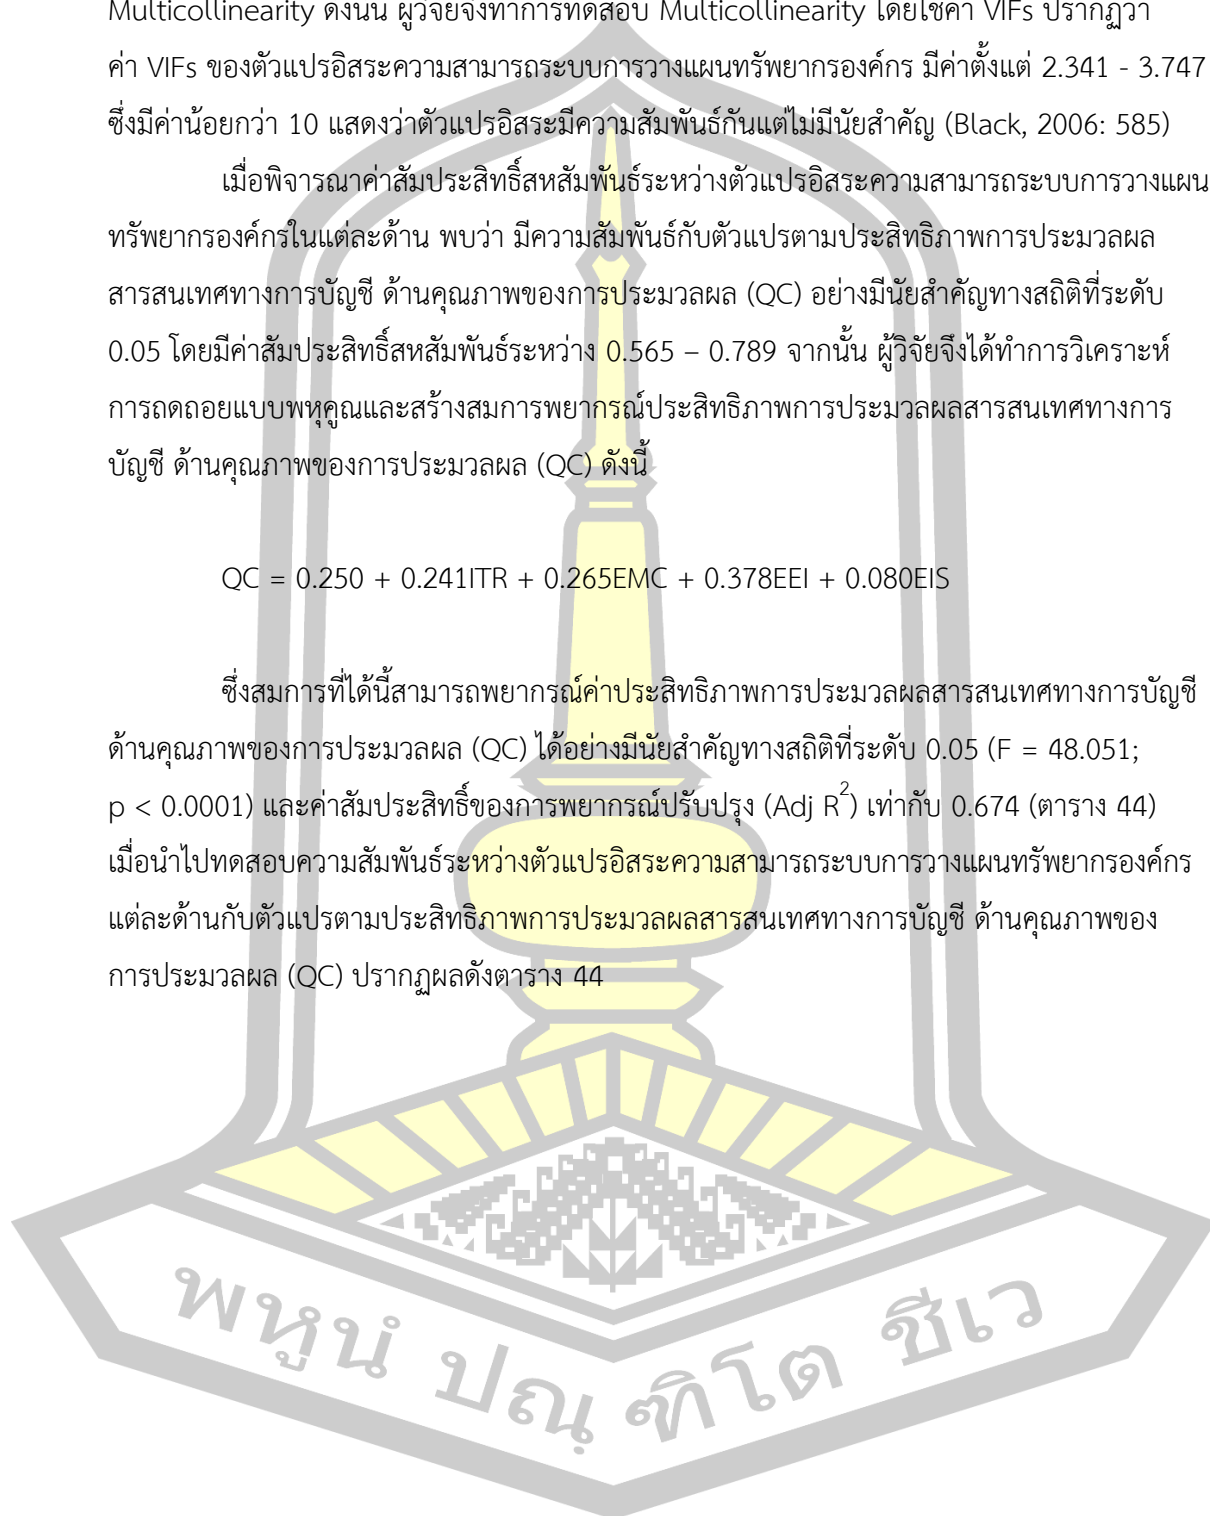 Multicollinearity ดังนั้น ผู้วิจัยจึงทำการทดสอบ Multicollinearity โดยใช้ค่า VIFs ปรากฏว่า
ค่า VIFs ของตัวแปรอิสระความสามารถระบบการวางแผนทรัพยากรองค์กร มีค่าตั้งแต่ 2.341 - 3.747
ซึ่งมีค่าน้อยกว่า 10 แสดงว่าตัวแปรอิสระมีความสัมพันธ์กันแต่ไม่มีนัยสำคัญ (Black, 2006: 585)
เมื่อพิจารณาค่าสัมประสิทธิ์สหสัมพันธ์ระหว่างตัวแปรอิสระความสามารถระบบการวางแผน
ทรัพยากรองค์กรในแต่ละด้าน พบว่า มีความสัมพันธ์กับตัวแปรตามประสิทธิภาพการประมวลผล
สารสนเทศทางการบัญชี ด้านคุณภาพของการประมวลผล (QC) อย่างมีนัยสำคัญทางสถิติที่ระดับ
0.05 โดยมีค่าสัมประสิทธิ์สหสัมพันธ์ระหว่าง 0.565 – 0.789 จากนั้น ผู้วิจัยจึงได้ทำการวิเคราะห์
การถดถอยแบบพหุคูณและสร้างสมการพยากรณ์ประสิทธิภาพการประมวลผลสารสนเทศทางการ
บัญชี ด้านคุณภาพของการประมวลผล (QC) ดังนี้
QC = 0.250 + 0.241ITR + 0.265EMC + 0.378EEI + 0.080EIS
ซึ่งสมการที่ได้นี้สามารถพยากรณ์ค่าประสิทธิภาพการประมวลผลสารสนเทศทางการบัญชี
ด้านคุณภาพของการประมวลผล (QC) ได้อย่างมีนัยสำคัญทางสถิติที่ระดับ 0.05 (F = 48.051;
p < 0.0001) และค่าสัมประสิทธิ์ของการพยากรณ์ปรับปรุง (Adj R²) เท่ากับ 0.674 (ตาราง 44)
เมื่อนำไปทดสอบความสัมพันธ์ระหว่างตัวแปรอิสระความสามารถระบบการวางแผนทรัพยากรองค์กร
แต่ละด้านกับตัวแปรตามประสิทธิภาพการประมวลผลสารสนเทศทางการบัญชี ด้านคุณภาพของ
การประมวลผล (QC) ปรากฏผลดังตาราง 44
พหูนํ ปณฺฑิโต ชีเว